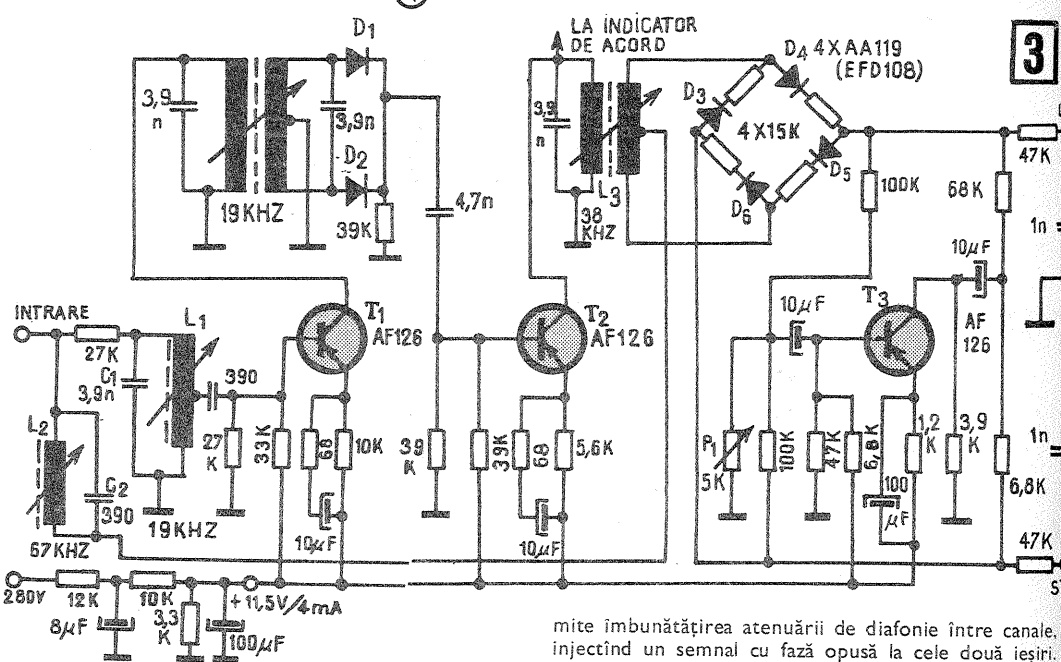 3
D1
3,9
n
3,9n
D2
39K
19KHZ
4,7n
LA INDICATOR
DE ACORD
3,9
n
L3
38
KHZ
D4 4XAA119
(EFD108)
D3
4X15K
D5
D6
100K
68K
47K
1n
10µF
INTRARE
27K
L1
C1
3,9n
390
T1
AF126
T2
AF126
10µF
T3
AF
126
L2
C2
390
67KHZ
19KHZ
27
K
33K
68
10K
10µF
39
K
39K
68
5,6K
10µF
P1
5K
100K
47K
6,8K
100
µF
1,2
K
3,9
K
1n
6,8K
47K
S
280V
12K
10K
+11,5V/4mA
8µF
3,3
K
100µF
mite îmbunătățirea atenuării de diafonie între canale,
injectînd un semnal cu fază opusă la cele două ieșiri.